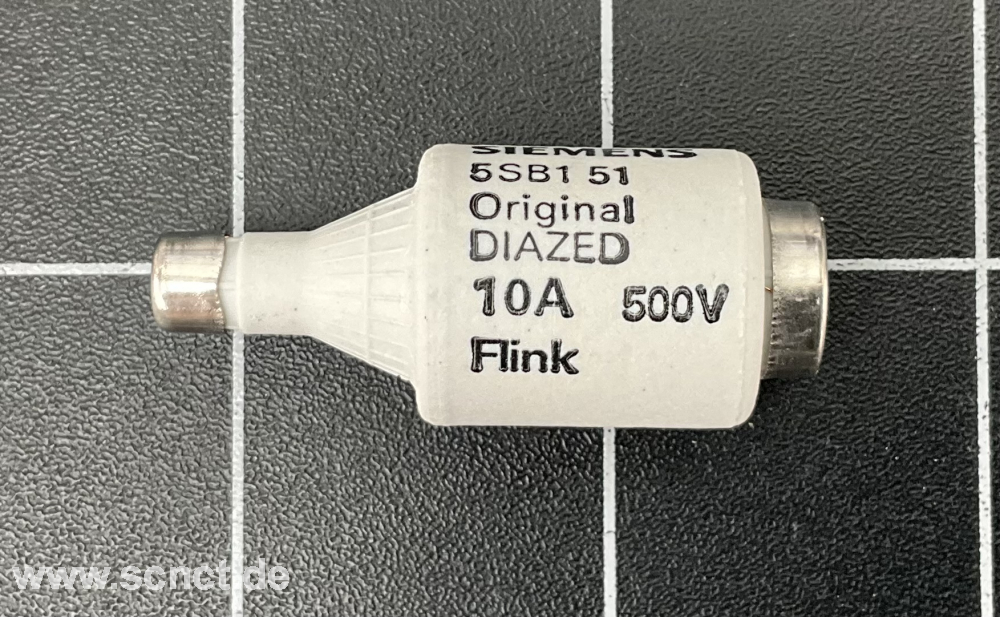 SIEMENS
5SB1 51
Original
DIAZED
10A 500V
Flink
www.scnct.de